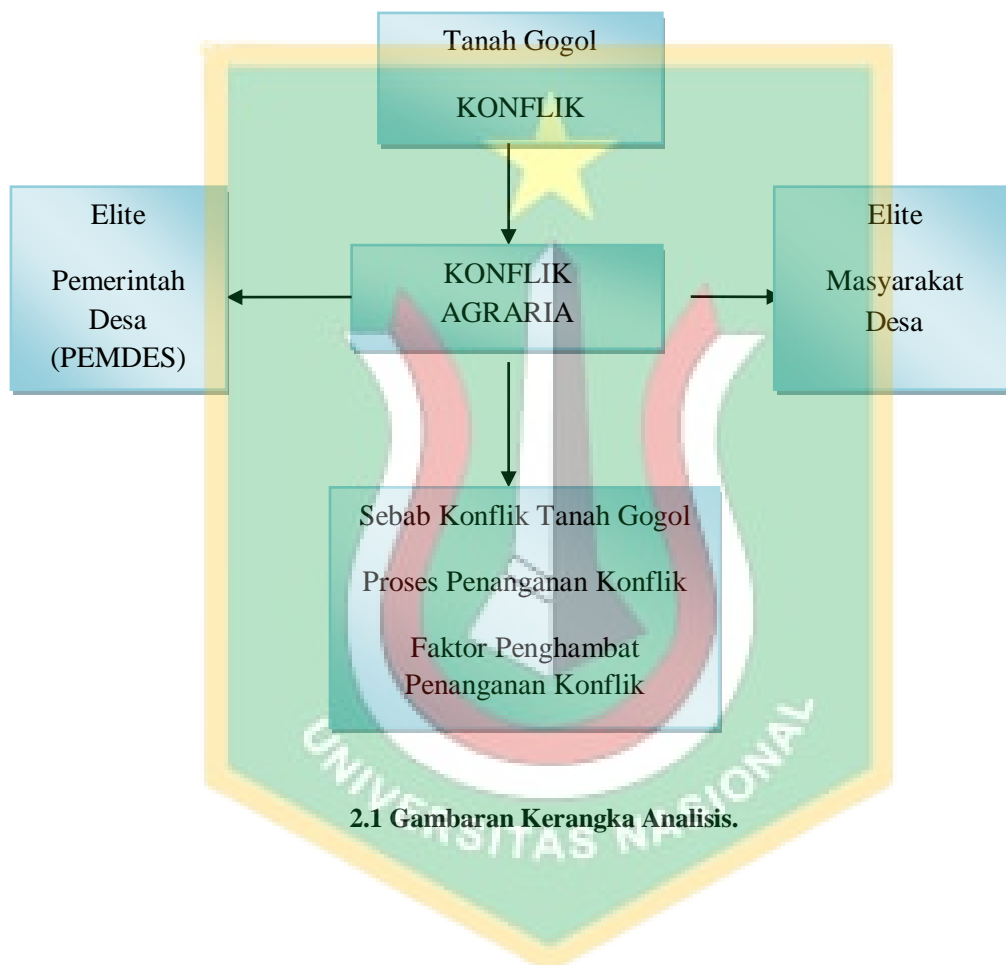 Tanah Gogol
KONFLIK
Elite
Pemerintah
Desa
(PEMDES)
KONFLIK
AGRARIA
Elite
Masyarakat
Desa
Sebab Konflik Tanah Gogol
Proses Penanganan Konflik
Faktor Penghambat
Penanganan Konflik
UNIVERSITAS NASIONAL
2.1 Gambaran Kerangka Analisis.